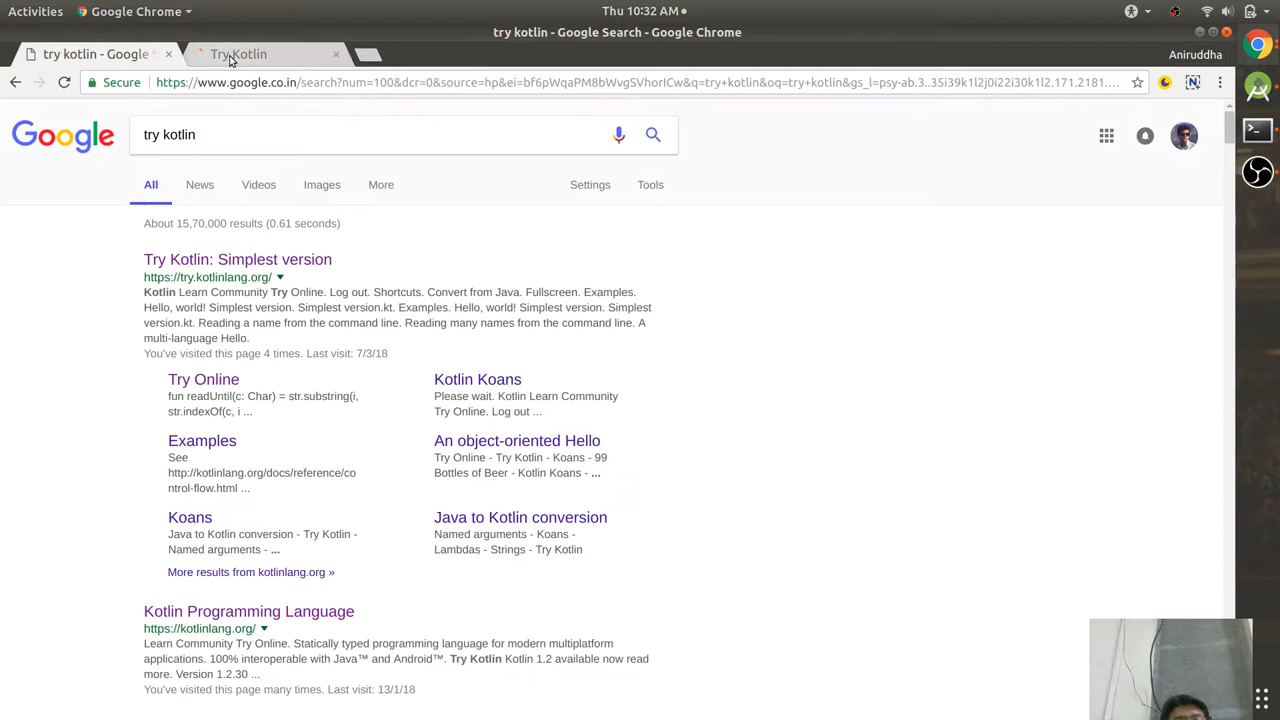 Activities Google Chrome Thu 10:32 AM
try kotlin - Google Search - Google Chrome
try kotlin - Google S Try Kotlin Aniruddha
Secure https://www.google.co.in/search?num=100&dcr=0&source=hp&ei=bf6pWqaPM8bWvgSVhorICw&q=try+kotlin&oq=try+kotlin&gs_l=psy-ab.3..35i39k1l2j0i22i30k1l2.171.2181....
Google try kotlin
All News Videos Images More Settings Tools
About 15,70,000 results (0.61 seconds)
Try Kotlin: Simplest version
https://try.kotlinlang.org/
Kotlin Learn Community Try Online. Log out. Shortcuts. Convert from Java. Fullscreen. Examples.
Hello, world! Simplest version. Simplest version.kt. Examples. Hello, world! Simplest version. Simplest
version.kt. Reading a name from the command line. Reading many names from the command line. A
multi-language Hello.
You've visited this page 4 times. Last visit: 7/3/18
Try Online
fun readUntil(c: Char) = str.substring(i,
str.indexOf(c, i ...
Kotlin Koans
Please wait. Kotlin Learn Community
Try Online. Log out ...
Examples
See
http://kotlinlang.org/docs/reference/co
ntrol-flow.html ...
An object-oriented Hello
Try Online - Try Kotlin - Koans - 99
Bottles of Beer - Kotlin Koans - ...
Koans
Java to Kotlin conversion - Try Kotlin -
Named arguments - ...
Java to Kotlin conversion
Named arguments - Koans -
Lambdas - Strings - Try Kotlin
More results from kotlinlang.org »
Kotlin Programming Language
https://kotlinlang.org/
Learn Community Try Online. Statically typed programming language for modern multiplatform
applications. 100% interoperable with Java™ and Android™. Try Kotlin Kotlin 1.2 available now read
more. Version 1.2.30 ...
You've visited this page many times. Last visit: 13/1/18